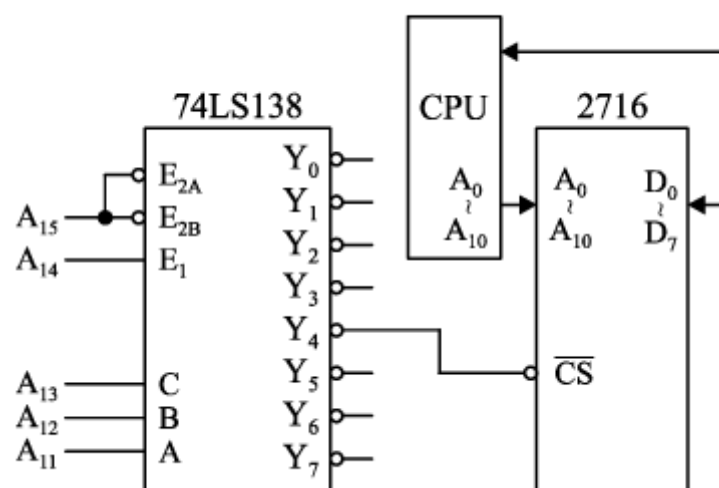 74LS138
A15
A14
A13
A12
A11
E2A
E2B
E1
C
B
A
Y0
Y1
Y2
Y3
Y4
Y5
Y6
Y7
CPU
A0
~
A10
2716
A0
~
A10
D0
~
D7
CS